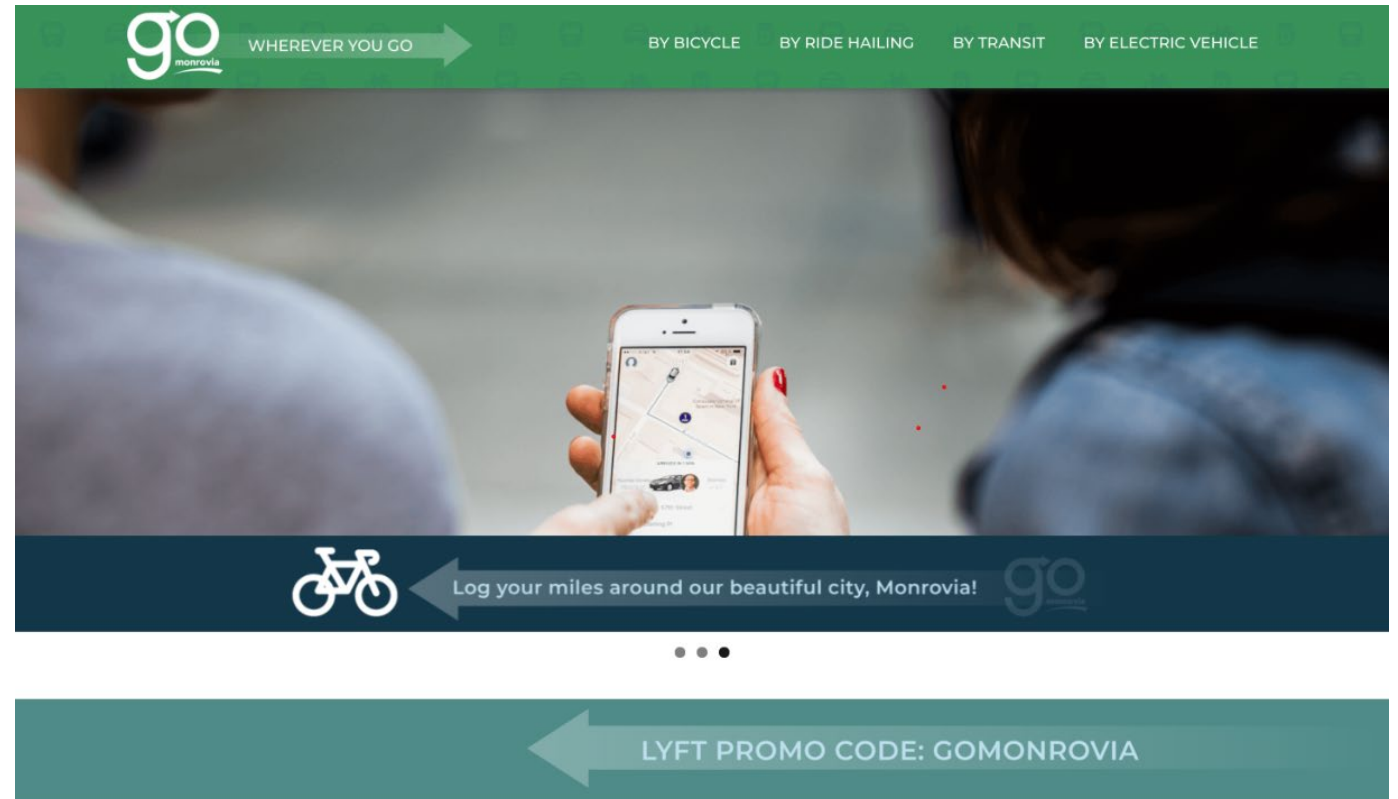 go
monrovia
WHEREVER YOU GO
BY BICYCLE BY RIDE HAILING BY TRANSIT BY ELECTRIC VEHICLE
Log your miles around our beautiful city, Monrovia!
go
monrovia
LYFT PROMO CODE: GOMONROVIA